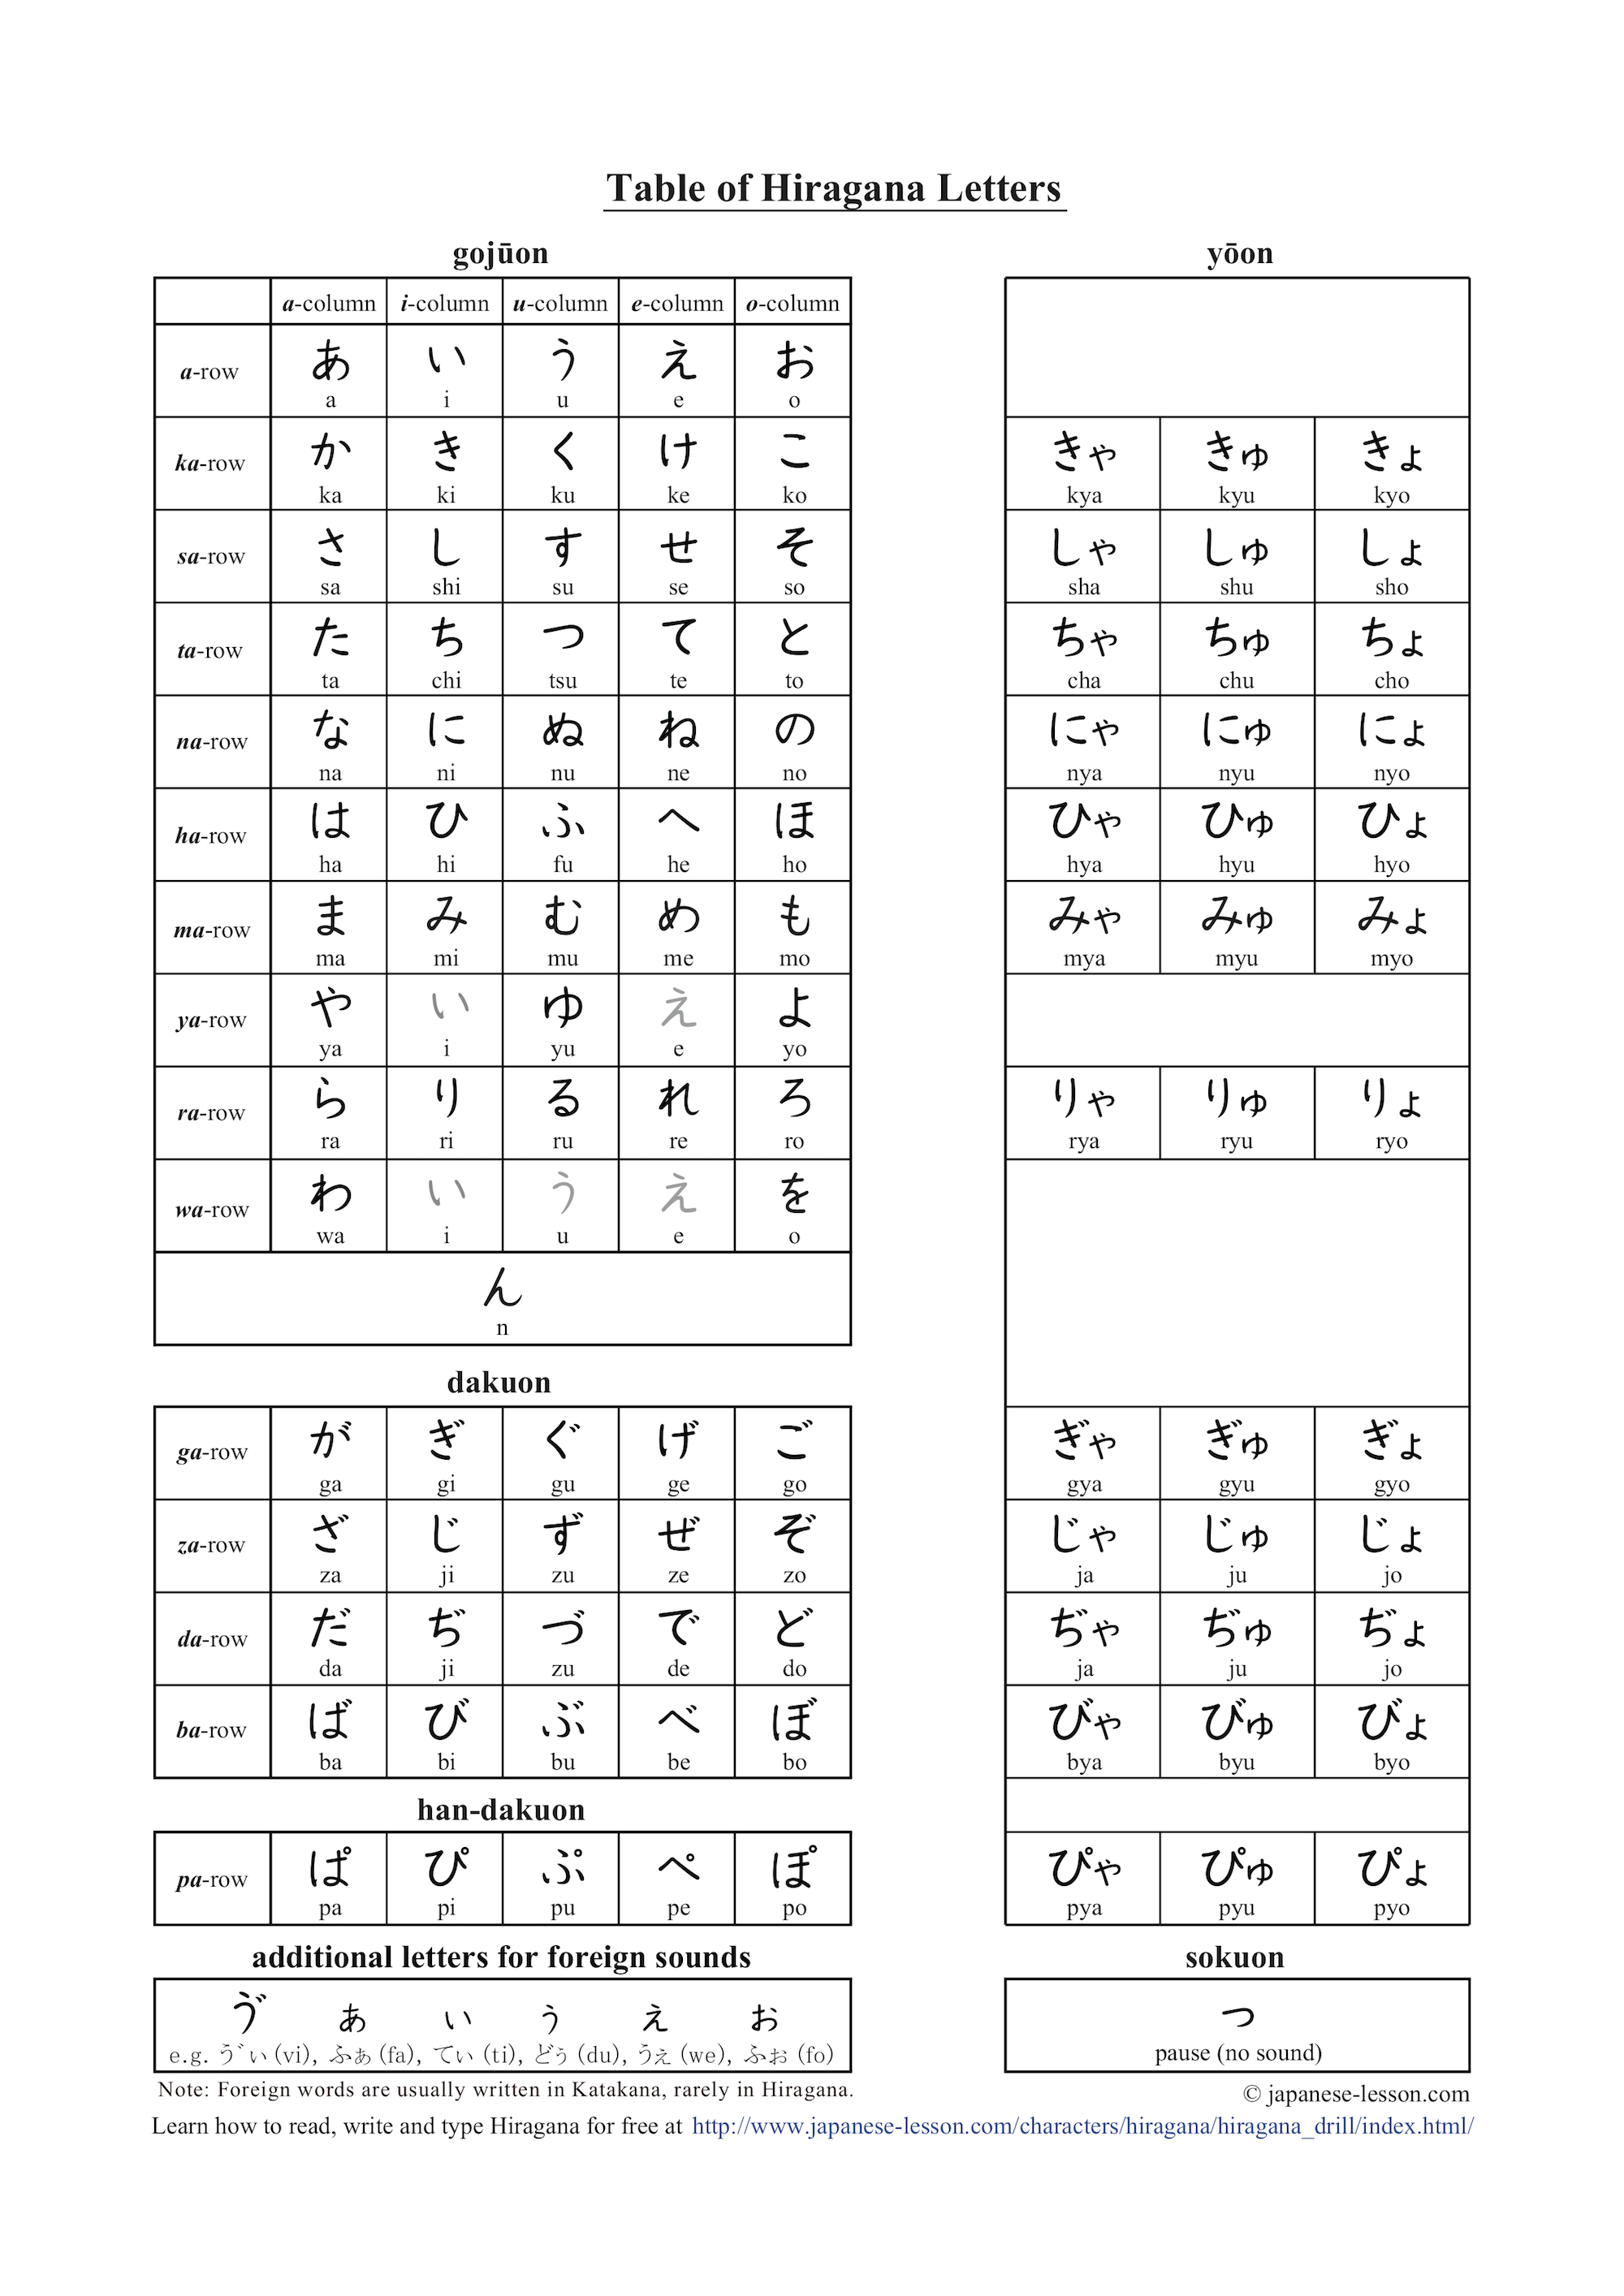 Table of Hiragana Letters
gojūon
a-column i-column u-column e-column o-column
a-row あ い う え お
a i u e o
ka-row か き く け こ
ka ki ku ke ko
sa-row さ し す せ そ
sa shi su se so
ta-row た ち つ て と
ta chi tsu te to
na-row な に ぬ ね の
na ni nu ne no
ha-row は ひ ふ へ ほ
ha hi fu he ho
ma-row ま み む め も
ma mi mu me mo
ya-row や い ゆ え よ
ya i yu e yo
ra-row ら り る れ ろ
ra ri ru re ro
wa-row わ い う え を
wa i u e o
ん
n
dakuon
ga-row が ぎ ぐ げ ご
ga gi gu ge go
za-row ざ じ ず ぜ ぞ
za ji zu ze zo
da-row だ ぢ づ で ど
da ji zu de do
ba-row ば び ぶ べ ぼ
ba bi bu be bo
han-dakuon
pa-row ぱ ぴ ぷ ぺ ぽ
pa pi pu pe po
additional letters for foreign sounds
ゔ ぁ ぃ ぅ ぇ ぉ
e.g. う゛ぃ (vi), ふぁ (fa), てぃ (ti), どぅ (du), うぇ (we), ふぉ (fo)
Note: Foreign words are usually written in Katakana, rarely in Hiragana.
yōon
きゃ きゅ きょ
kya kyu kyo
しゃ しゅ しょ
sha shu sho
ちゃ ちゅ ちょ
cha chu cho
にゃ にゅ にょ
nya nyu nyo
ひゃ ひゅ ひょ
hya hyu hyo
みゃ みゅ みょ
mya myu myo
りゃ りゅ りょ
rya ryu ryo
ぎゃ ぎゅ ぎょ
gya gyu gyo
じゃ じゅ じょ
ja ju jo
ぢゃ ぢゅ ぢょ
ja ju jo
びゃ びゅ びょ
bya byu byo
ぴゃ ぴゅ ぴょ
pya pyu pyo
sokuon
っ
pause (no sound)
© japanese-lesson.com
Learn how to read, write and type Hiragana for free at http://www.japanese-lesson.com/characters/hiragana/hiragana_drill/index.html/